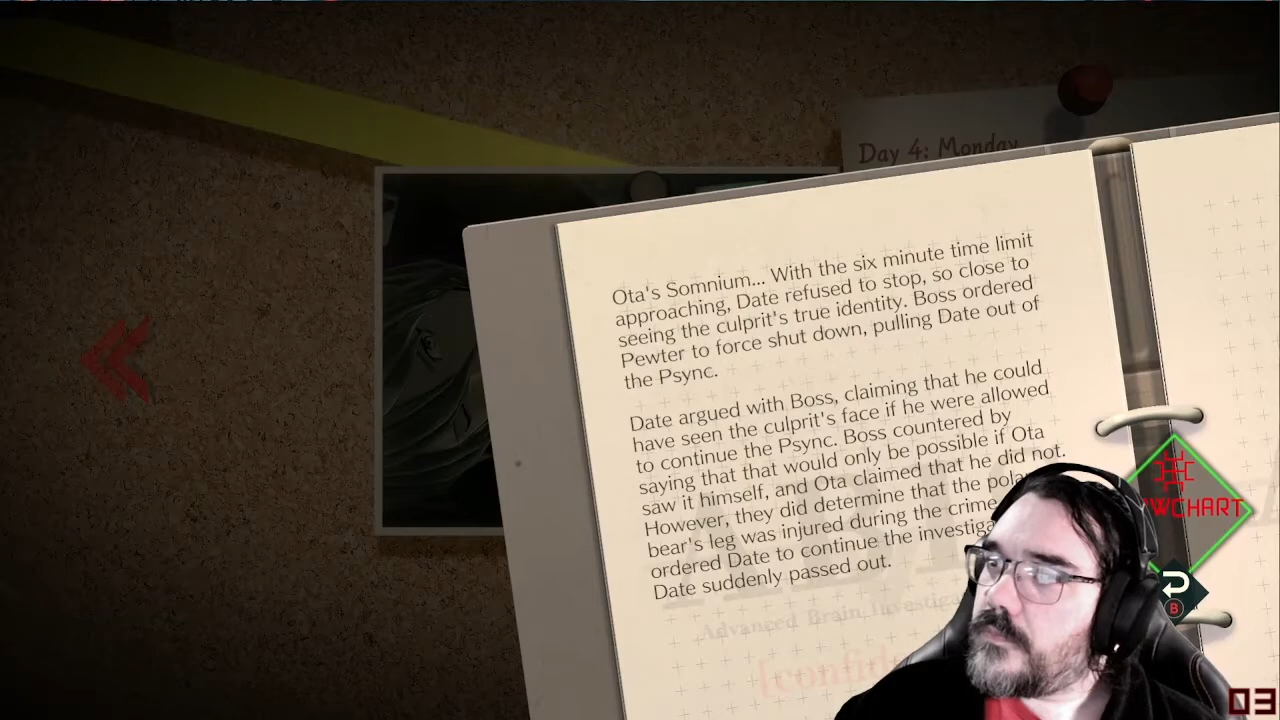 Day 4: Monday
Ota's Somnium... With the six minute time limit
approaching, Date refused to stop, so close to
seeing the culprit's true identity. Boss ordered
Pewter to force shut down, pulling Date out of
the Psync.
Date argued with Boss, claiming that he could
have seen the culprit's face if he were allowed
to continue the Psync. Boss countered by
saying that that would only be possible if Ota
saw it himself, and Ota claimed that he did not.
However, they did determine that the
bear's leg was injured during the crime
ordered Date to continue the
Date suddenly passed out.
Advanced Brain
B
03